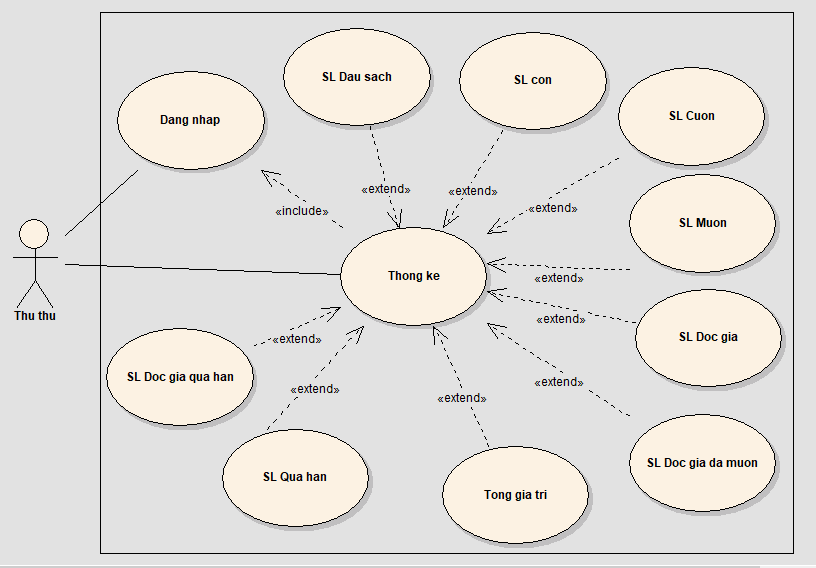 SL Dau sach
SL con
Dang nhap
SL Cuon
«extend»
«extend»
«include»
«extend»
SL Muon
Thong ke
«extend»
Thu thu
«extend»
SL Doc gia
«extend»
SL Doc gia qua han
«extend»
«extend»
«extend»
SL Doc gia da muon
SL Qua han
Tong gia tri